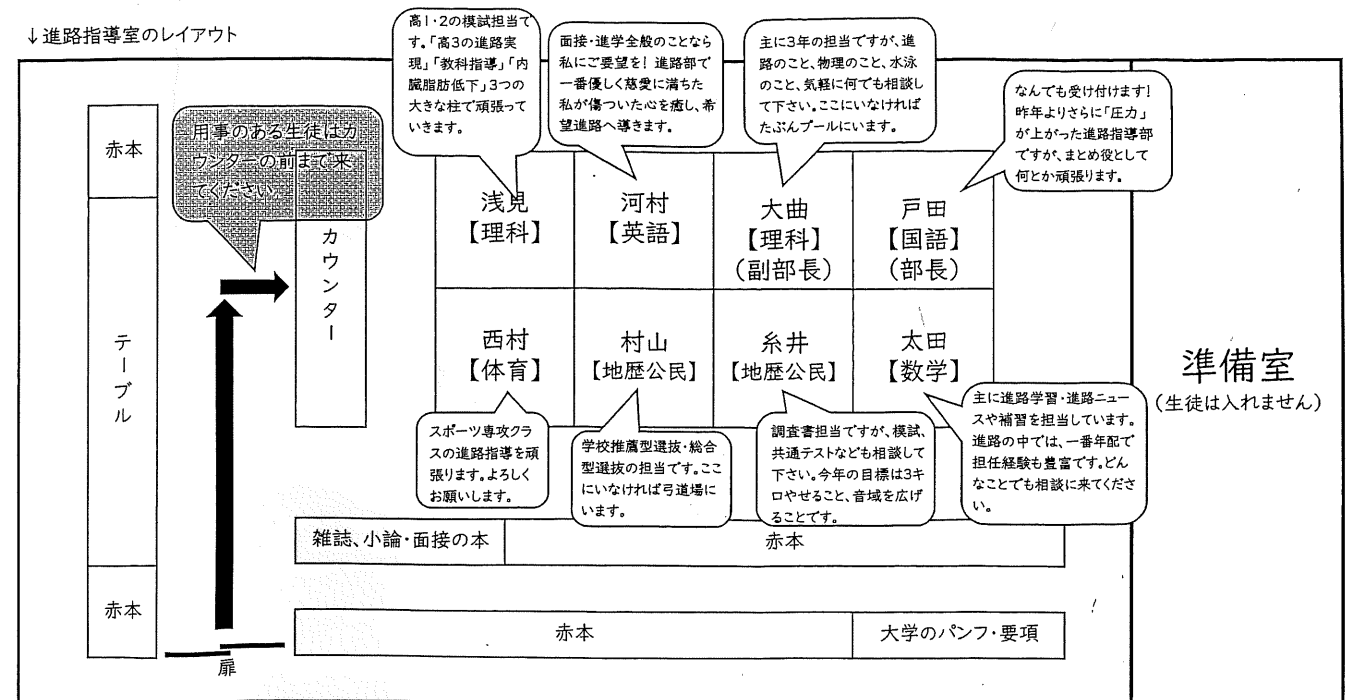 ↓進路指導室のレイアウト
高1・2の模試担当で
す。「高3の進路実
現」「教科指導」「内
臓脂肪低下」3つの
大きな柱で頑張って
いきます。
面接・進学全般のことなら
私にご要望を! 進路部で
一番優しく慈愛に満ちた
私が傷ついた心を癒し、希
望進路へ導きます。
主に3年の担当ですが、進
路のこと、物理のこと、水泳
のこと、気軽に何でも相談し
て下さい。ここにいなければ
たぶんプールにいます。
なんでも受け付けます!
昨年よりさらに「圧力」
が上がった進路指導部
ですが、まとめ役として
何とか頑張ります。
用事のある生徒はカ
ウンターの前まで来
てください
赤本
テーブル
赤本
カウンター
浅見
【理科】
河村
【英語】
大曲
【理科】
(副部長)
戸田
【国語】
(部長)
西村
【体育】
村山
【地歴公民】
糸井
【地歴公民】
太田
【数学】
準備室
(生徒は入れません)
スポーツ専攻クラ
スの進路指導を頑
張ります。よろしく
お願いします。
学校推薦型選抜・総合
型選抜の担当です。ここ
にいなければ弓道場に
います。
調査書担当ですが、模試、
共通テストなども相談して
下さい。今年の目標は3キ
ロやせること、音域を広げ
ることです。
主に進路学習・進路ニュー
スや補習を担当しています。
進路の中では、一番年配で
担任経験も豊富です。どん
なことでも相談に来てくださ
い。
雑誌、小論・面接の本
赤本
赤本
大学のパンフ・要項
扉